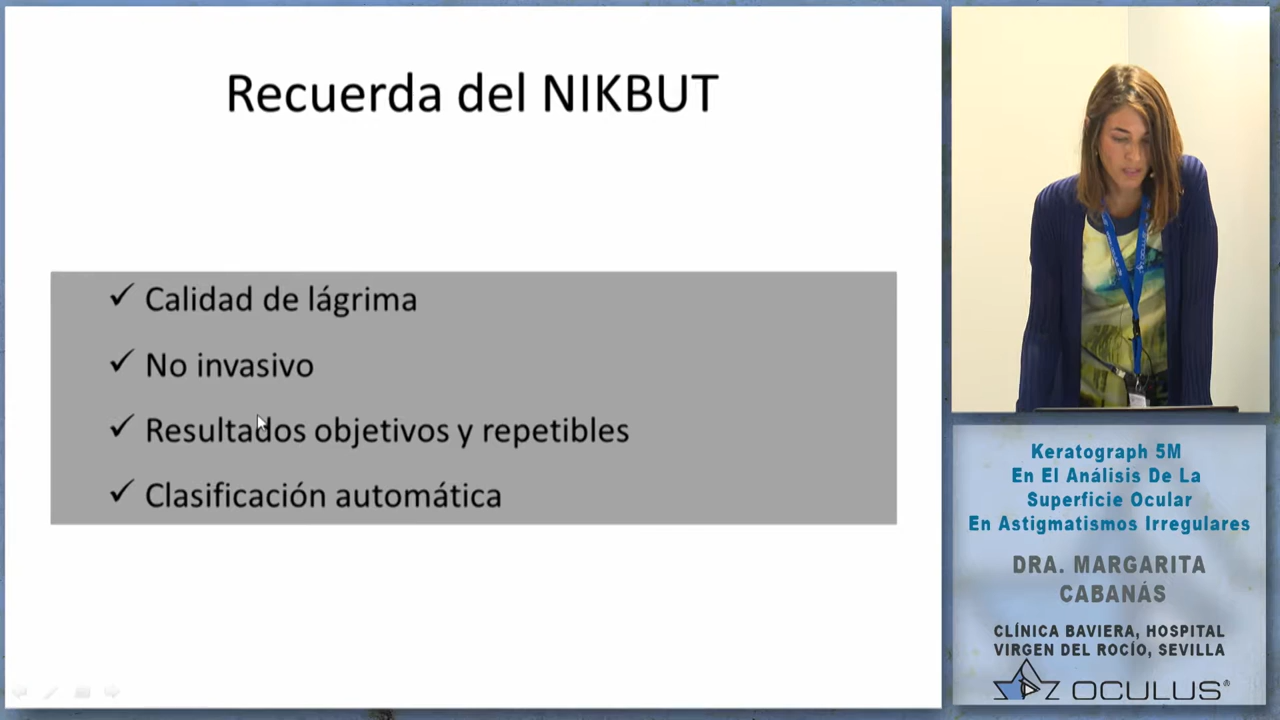 Recuerda del NIKBUT
✓ Calidad de lágrima
✓ No invasivo
✓ Resultados objetivos y repetibles
✓ Clasificación automática
Keratograph 5M
En El Análisis De La
Superficie Ocular
En Astigmatismos Irregulares
DRA. MARGARITA
CABANÁS
CLÍNICA BAVIERA, HOSPITAL
VIRGEN DEL ROCÍO, SEVILLA
OCULUS®